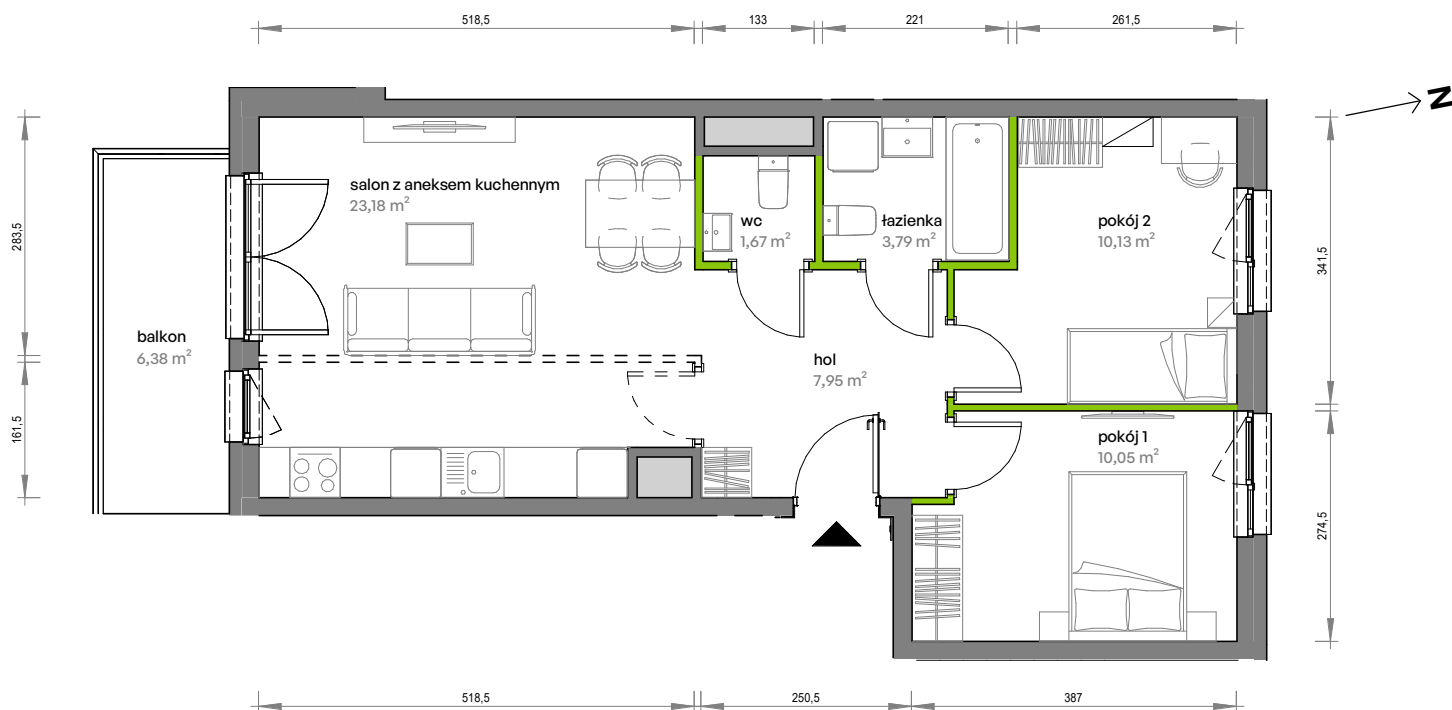 518,5
133
221
261,5
N
283,5
161,5
salon z aneksem kuchennym
23,18 m²
wc
1,67 m²
łazienka
3,79 m²
pokój 2
10,13 m²
341,5
balkon
6,38 m²
hol
7,95 m²
pokój 1
10,05 m²
274,5
518,5
250,5
387